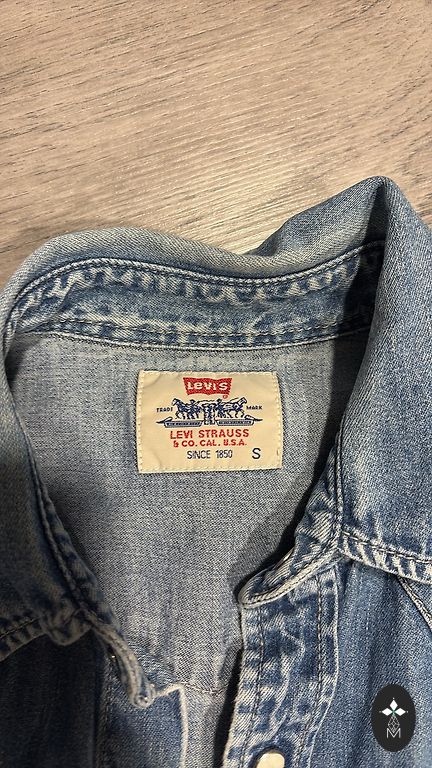 LEVI'S
®
TRADE MARK
LEVI STRAUSS
& CO. CAL. U.S.A.
SINCE 1850 S